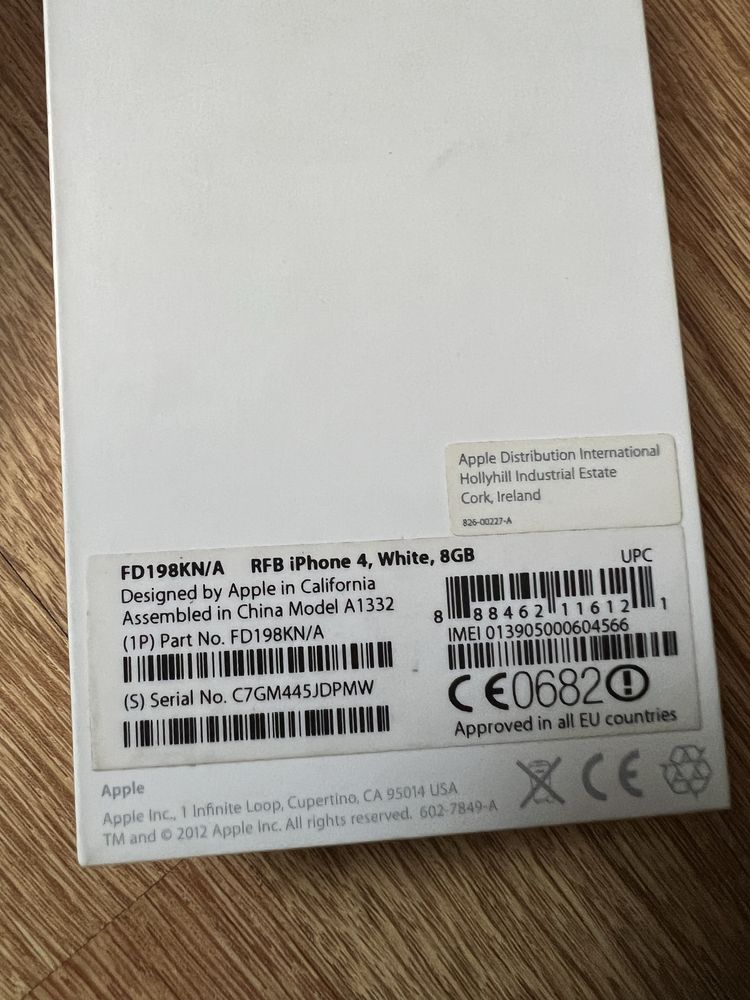 Apple Distribution International
Hollyhill Industrial Estate
Cork, Ireland
826-00227-A
FD198KN/A RFB iPhone 4, White, 8GB
Designed by Apple in California
Assembled in China Model A1332
(1P) Part No. FD198KN/A
(S) Serial No. C7GM445JDPMW
UPC
8 88462 11612 1
IMEI 013905000604566
CE0682
Approved in all EU countries
Apple
Apple Inc., 1 Infinite Loop, Cupertino, CA 95014 USA
TM and © 2012 Apple Inc. All rights reserved. 602-7849-A
CE